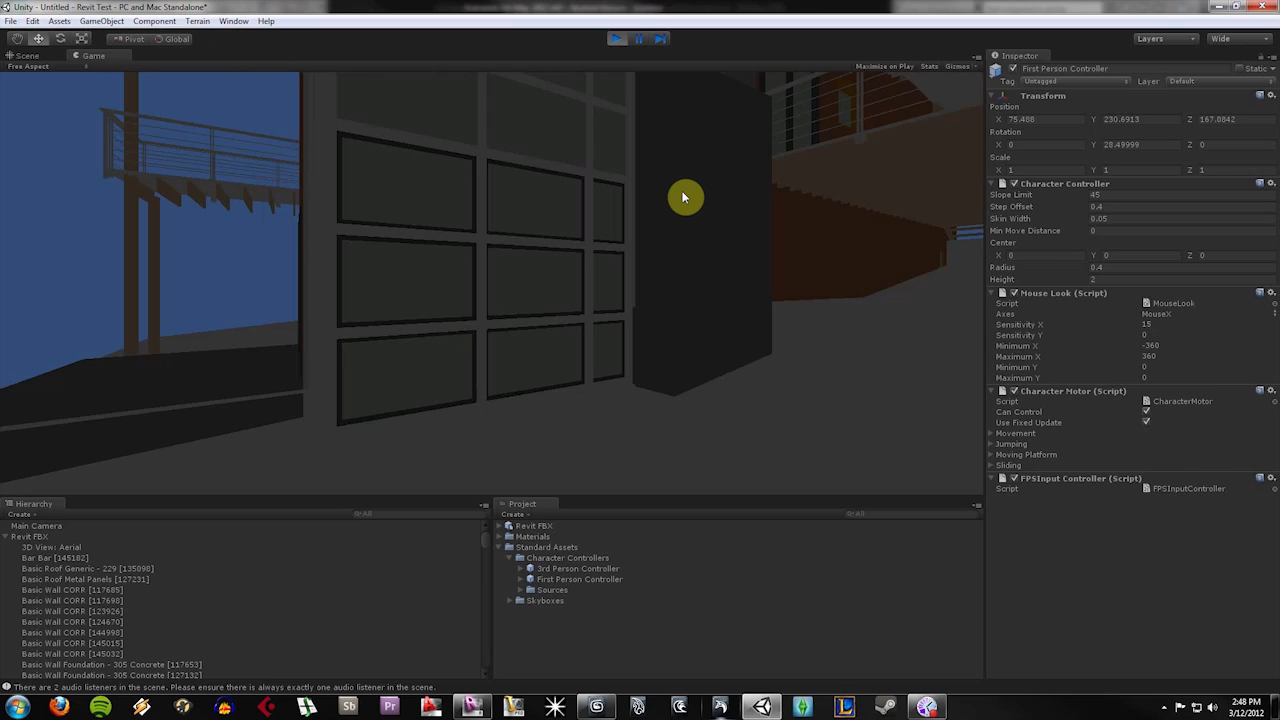 Unity - Untitled - Revit Test - PC and Mac Standalone*
File Edit Assets GameObject Component Terrain Window Help
Pivot Global Layers Wide
Scene Game
Free Aspect Maximize on Play Stats Gizmos
Inspector
First Person Controller Static
Tag Untagged Layer Default
Transform
Position
X 75.488 Y 230.6913 Z 167.0842
Rotation
X 0 Y 28.49999 Z 0
Scale
X 1 Y 1 Z 1
Character Controller
Slope Limit 45
Step Offset 0.4
Skin Width 0.05
Min Move Distance 0
Center
X 0 Y 0 Z 0
Radius 0.4
Height 2
Mouse Look (Script)
Script MouseLook
Axes MouseX
Sensitivity X 15
Sensitivity Y 0
Minimum X -360
Maximum X 360
Minimum Y 0
Maximum Y 0
Character Motor (Script)
Script CharacterMotor
Can Control
Use Fixed Update
Movement
Jumping
Moving Platform
Sliding
FPSInput Controller (Script)
Script FPSInputController
Hierarchy
Create All
Main Camera
Revit FBX
3D View: Aerial
Bar Bar [145182]
Basic Roof Generic - 229 [135098]
Basic Roof Metal Panels [127231]
Basic Wall CORR [117685]
Basic Wall CORR [117698]
Basic Wall CORR [123926]
Basic Wall CORR [124670]
Basic Wall CORR [144998]
Basic Wall CORR [145015]
Basic Wall CORR [145032]
Basic Wall Foundation - 305 Concrete [117653]
Basic Wall Foundation - 305 Concrete [127132]
Project
Create All
Revit FBX
Materials
Standard Assets
Character Controllers
3rd Person Controller
First Person Controller
Sources
Skyboxes
There are 2 audio listeners in the scene. Please ensure there is always exactly one audio listener in the scene.
Sb Pr
2:48 PM
3/12/2012